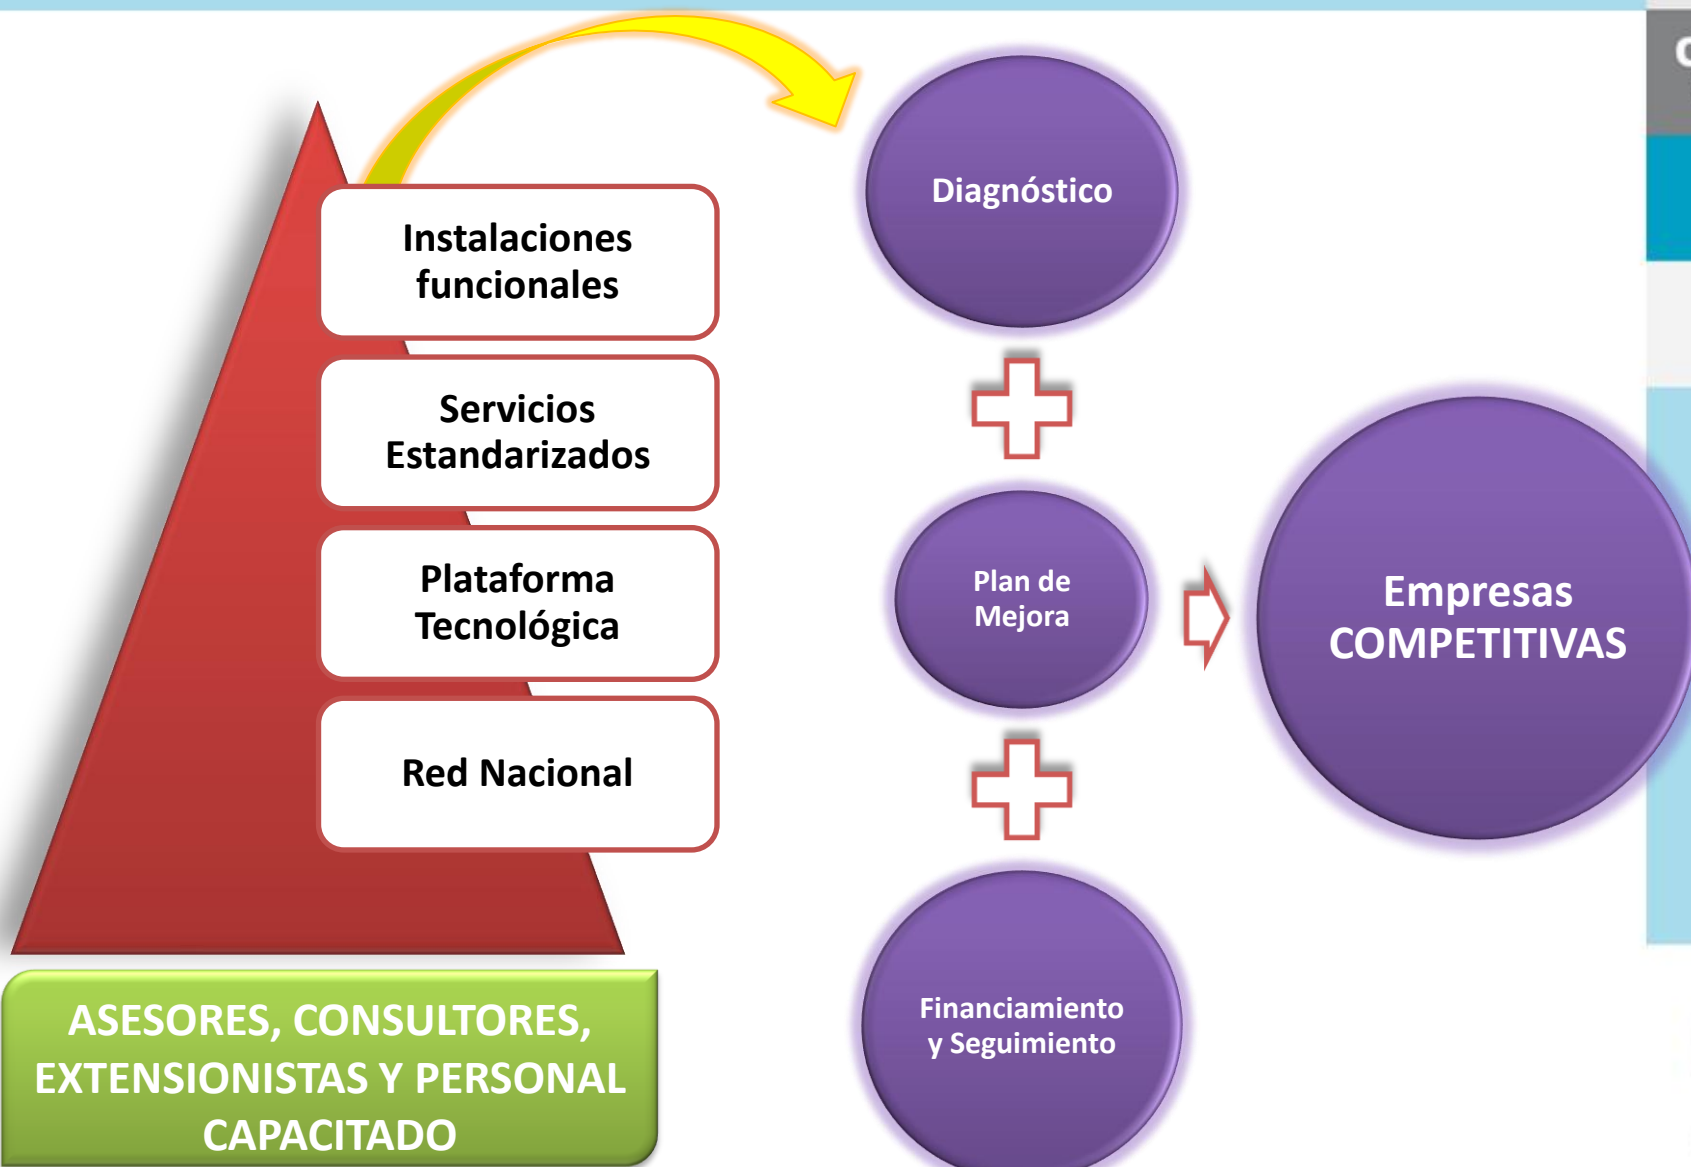 Instalaciones
funcionales
Servicios
Estandarizados
Plataforma
Tecnológica
Red Nacional
ASESORES, CONSULTORES,
EXTENSIONISTAS Y PERSONAL
CAPACITADO
Diagnóstico
Plan de
Mejora
Financiamiento
y Seguimiento
Empresas
COMPETITIVAS